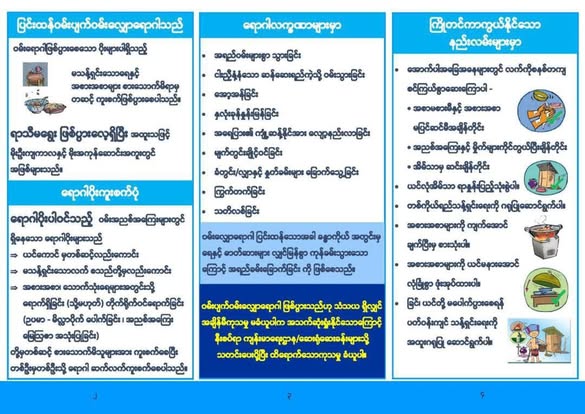 ပြင်းထန်ဝမ်းပျက်ဝမ်းလျှောရောဂါသည်
ဝမ်းရောဂါဖြစ်ပွားစေသော ပိုးများပါရှိသည့်
မသန့်ရှင်းသောရေနှင့်
အစားအစာများ စားသောက်မိရာမှ
တဆင့် ကူးစက်ဖြစ်ပွားစေပါသည်။
ရာသီမရွေး ဖြစ်ပွားလေ့ရှိပြီး အထူးသဖြင့်
မိုးဦးကျကာလနှင့် မိုးအကုန်ဆောင်းအကူးတွင်
အဖြစ်များသည်။
ရောဂါပိုးကူးစက်ပုံ
ရောဂါပိုးပါဝင်သည့် မစ်အညစ်အကြေးများတွင်
ရှိနေသော ရောဂါပိုးများသည်
⇒ ယင်ကောင် မှတဆင့်လည်းကောင်း
⇒ မသန့်ရှင်းသောလက် သည်တို့မှလည်းကောင်း
⇒ အစားအစာ၊ သောက်သုံးရေများအတွင်းသို့
ရောက်ရှိခြင်း (သို့မဟုတ်) တိုက်ရိုက်ဝင်ရောက်ခြင်း
(ဥပမာ - မိလ္လာပိုက် ပေါက်ခြင်း ၊ အညစ်အကြေး
မြေဩဇာ အသုံးပြုခြင်း)
တို့မှတစ်ဆင့် စားသောက်မိသူများအား ကူးစက်စေပြီး
တစ်ဦးမှတစ်ဦးသို့ ရောဂါ ဆက်လက်ကူးစက်စေပါသည်။
၂
ရောဂါလက္ခဏာများမှာ
• အရည်ဝမ်းများစွာ သွားခြင်း
• ငါးညှီနံ့နံသော ဆန်ဆေးရည်ကဲ့သို့ ဝမ်းသွားခြင်း
• အော့အန်ခြင်း
• နှလုံးခုန်နှုန်းမြန်ခြင်း
• အရေပြား၏ ကျုံ့ဆန့်နိုင်အား လျော့နည်းလာခြင်း
• မျက်တွင်းချိုင့်ဝင်ခြင်း
• ခံတွင်း/လျှာနှင့် နှုတ်ခမ်းများ ခြောက်သွေ့ခြင်း
• ကြွက်တက်ခြင်း
• သတိလစ်ခြင်း
ဝမ်းလျှောရောဂါ ပြင်းထန်သောအခါ ခန္ဓာကိုယ် အတွင်းမှ
ရေနှင့် ဓာတ်ဆားများ လျှင်မြန်စွာ ကုန်ခမ်းသွားသော
ကြောင့် အရည်ခမ်းခြောက်ခြင်း ကို ဖြစ်စေသည်။
ဝမ်းပျက်ဝမ်းလျှောရောဂါ ဖြစ်ပွားသည်ဟု သံသယ ရှိလျှင်
အချိန်မီကုသမှု မခံယူပါက အသက်ဆုံးရှုံးနိုင်သောကြောင့်
နီးစပ်ရာ ကျန်းမာရေးဌာန/ဆေးရုံဆေးခန်းများသို့
သတင်းပေးပို့ပြီး ထိရောက်သောကုသမှု ခံယူပါ။
၃
ကြိုတင်ကာကွယ်နိုင်သော
နည်းလမ်းများမှာ
• အောက်ပါအခြေအနေများတွင် လက်ကိုစနစ်တကျ
စင်ကြယ်စွာဆေးကြောပါ -
• အစာမစားမီနှင့် အစားအစာ
မပြင်ဆင်မီအချိန်တိုင်း
• အစားအစာနှင့် မိုက်များကိုင်တွယ်ပြီးချိန်တိုင်း
• အိမ်သာမှ ဆင်းချိန်တိုင်း
• ယင်လုံအိမ်သာ ရာနှုန်းပြည့်သုံးစွဲပါ။
• တစ်ကိုယ်ရည်သန့်ရှင်းရေးကို ဂရုပြုဆောင်ရွက်ပါ။
• အစားအစာများကို ကျက်အောင်
ချက်ပြီးမှ စားသုံးပါ။
• အစားအစာများကို ယင်မနားအောင်
လုံခြုံစွာ ဖုံးအုပ်ထားပါ။
• ခြင်၊ ယင်တို့ မပေါက်ပွားစေရန်
ပတ်ဝန်းကျင် သန့်ရှင်းရေးကို
အထူးဂရုပြု ဆောင်ရွက်ပါ။
၄